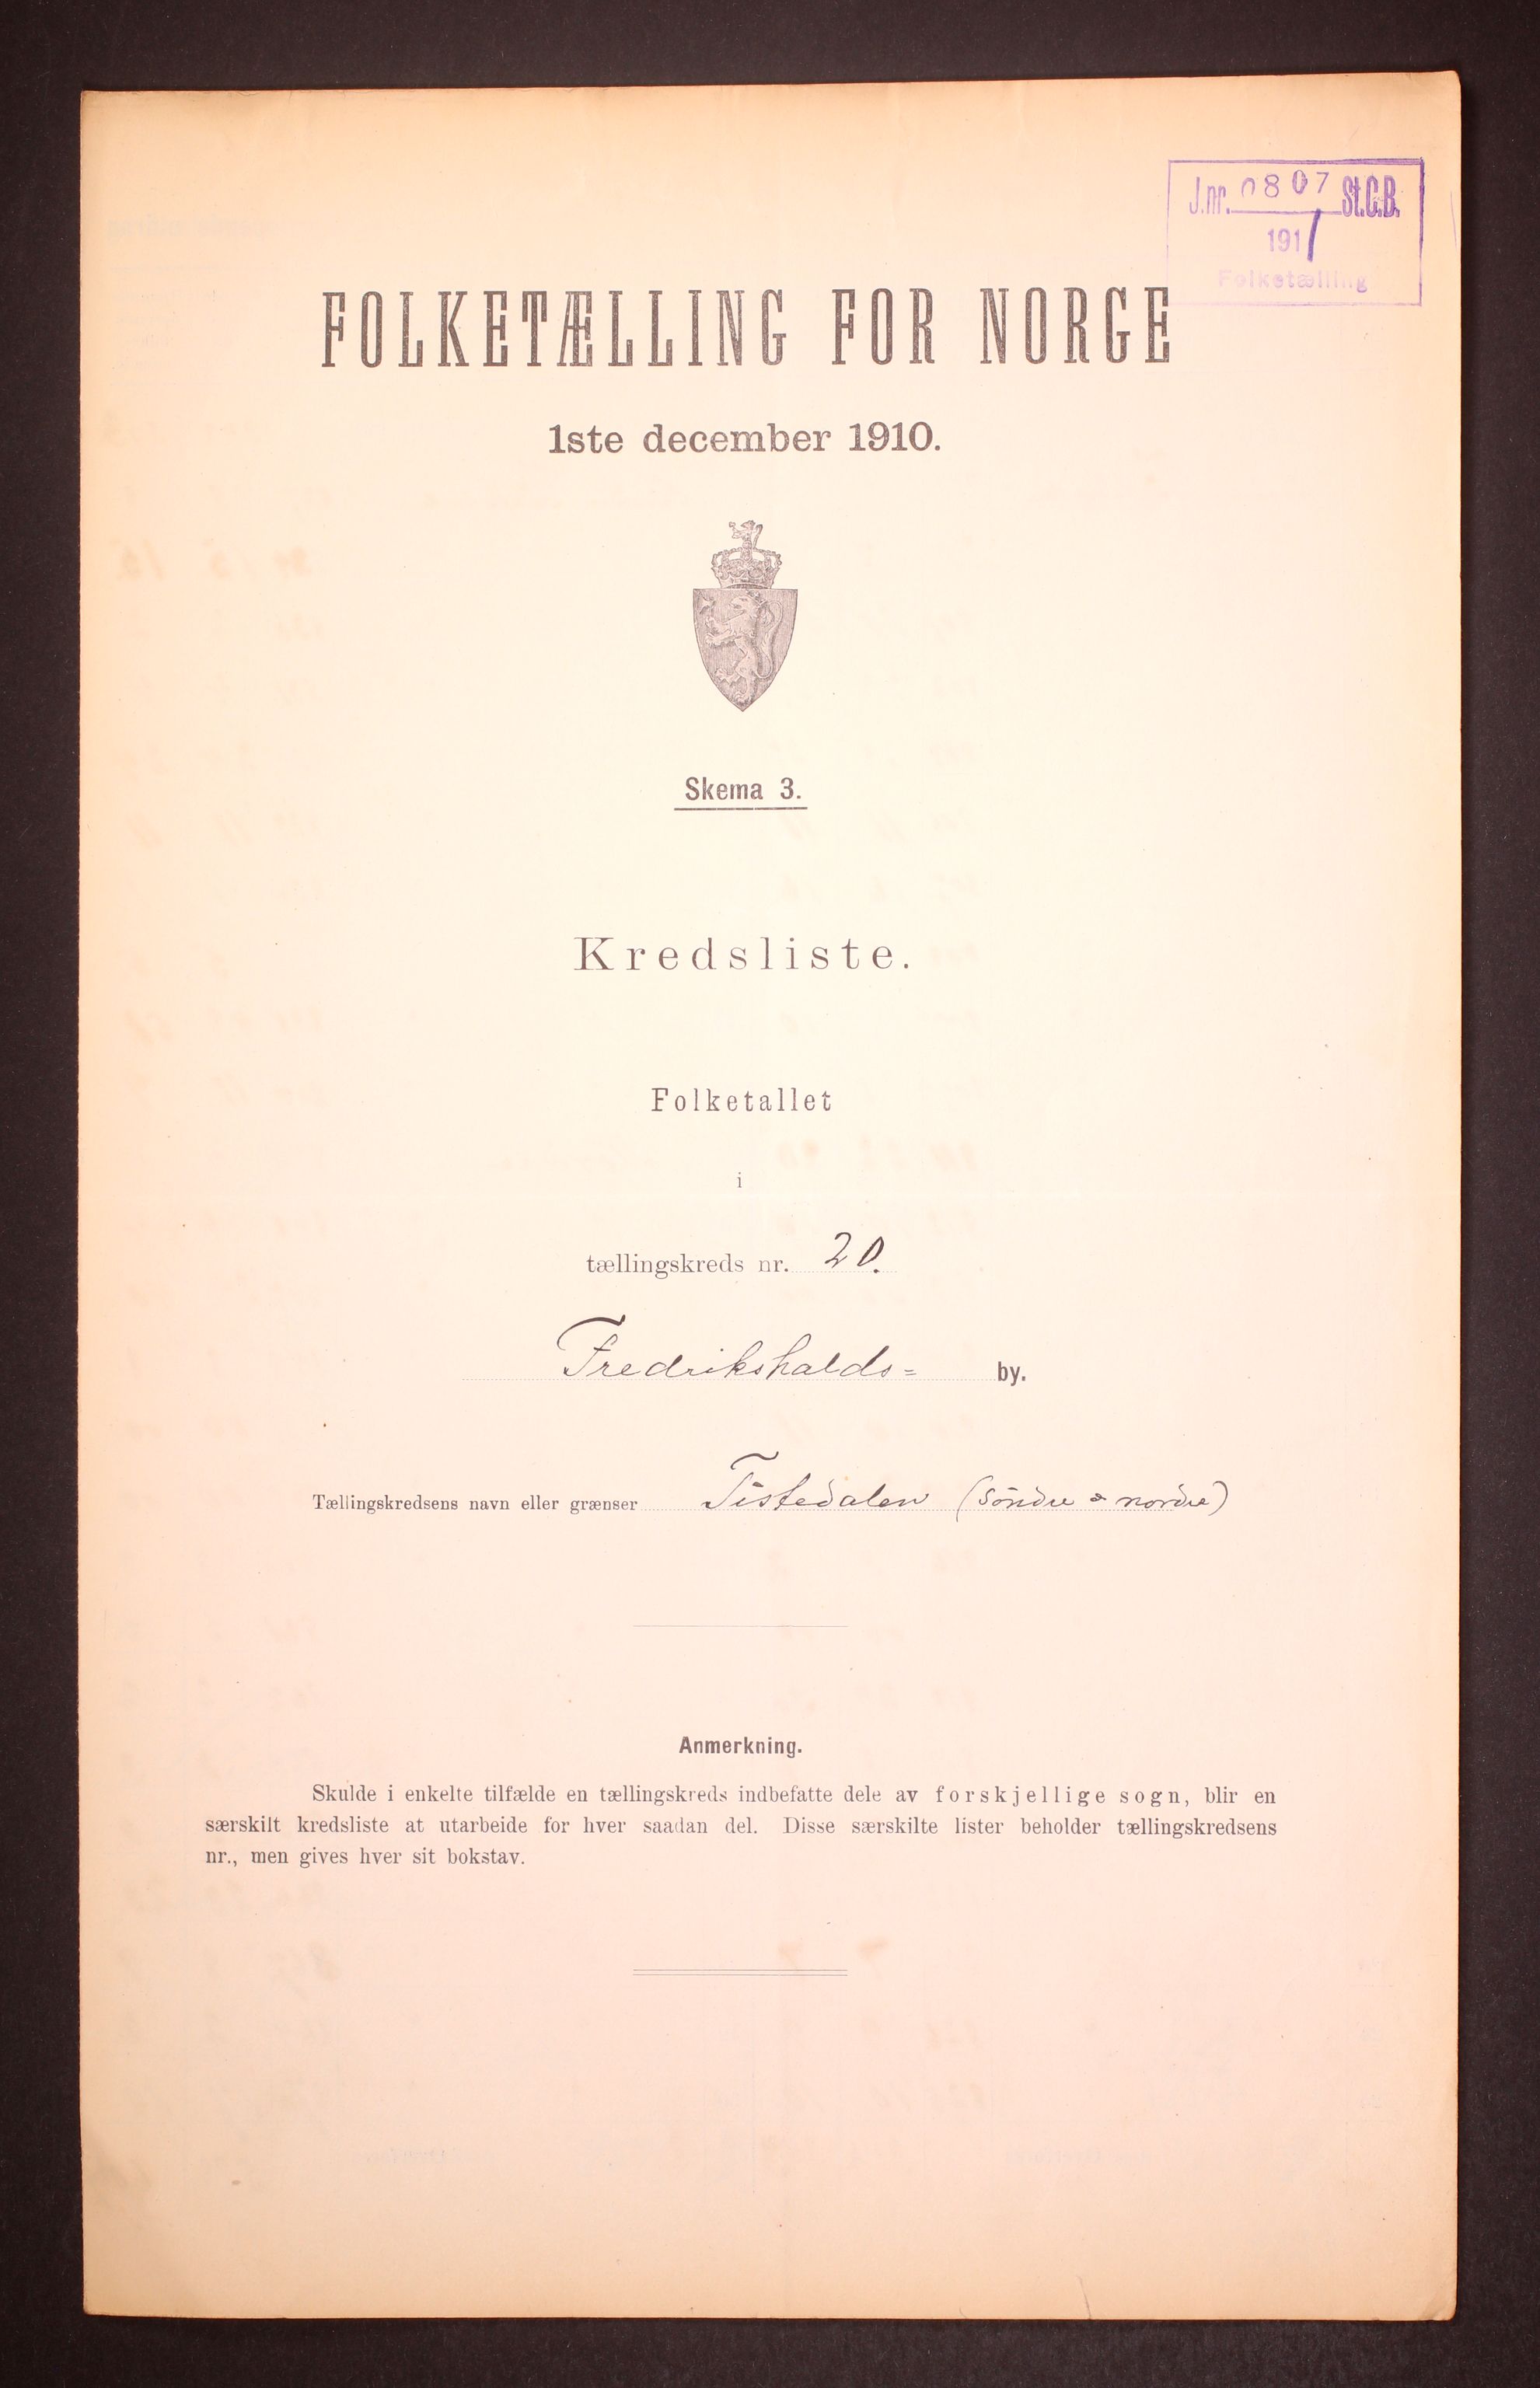 J.nr. 0807 St.C.B.
1911
Folketælling
FOLKETÆLLING FOR NORGE
1ste december 1910.
Skema 3.
Kredsliste.
Folketallet
i
tællingskreds nr. 20.
Fredrikshalds= by.
Tællingskredsens navn eller grænser Tistedalen (søndre & nordre)
Anmerkning.
Skulde i enkelte tilfælde en tællingskreds indbefatte dele av forskjellige sogn, blir en
særskilt kredsliste at utarbeide for hver saadan del. Disse særskilte lister beholder tællingskredsens
nr., men gives hver sit bokstav.